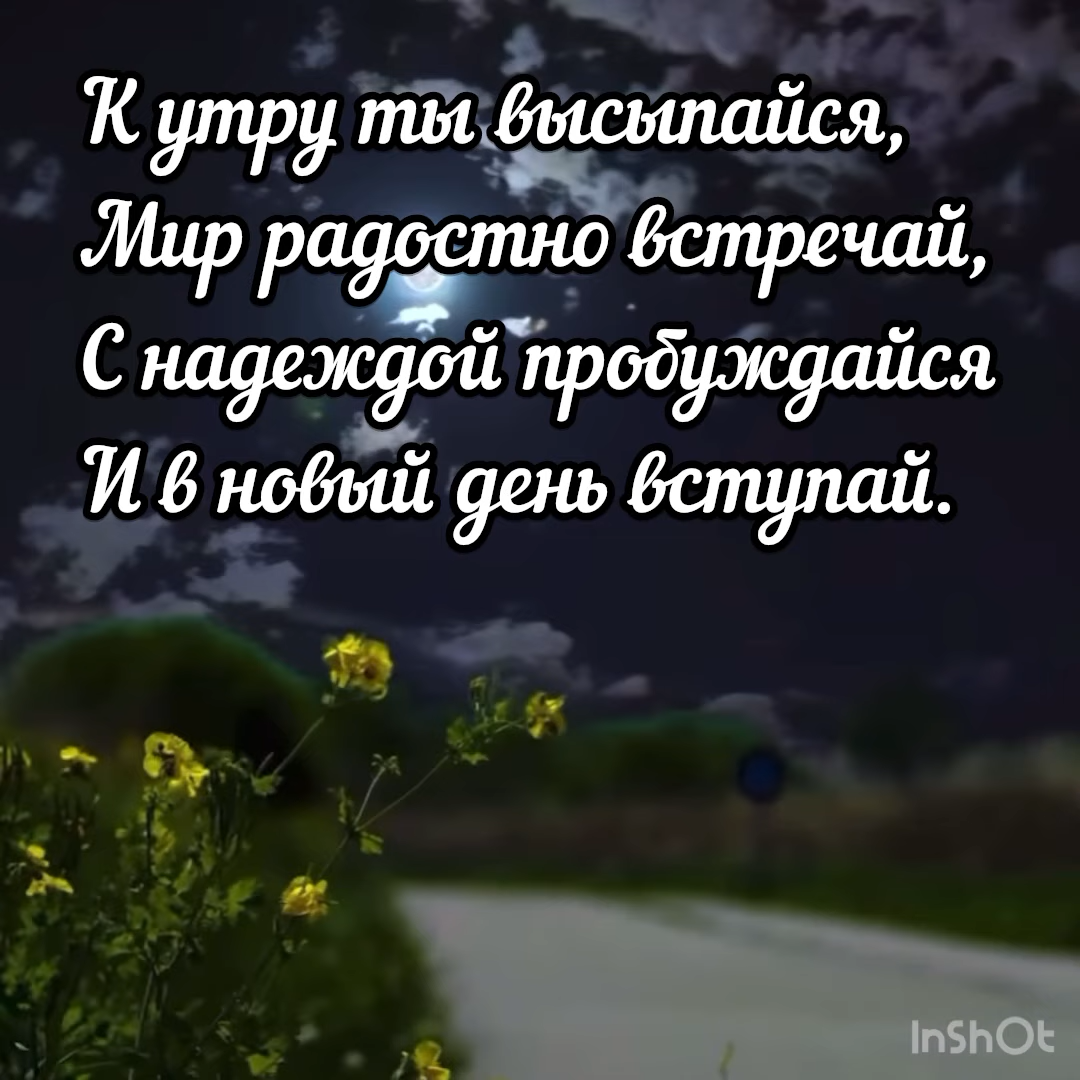 К утру ты высыпайся,
Мир радостно встречай,
С надеждой пробуждайся
И в новый день вступай.
InShOt